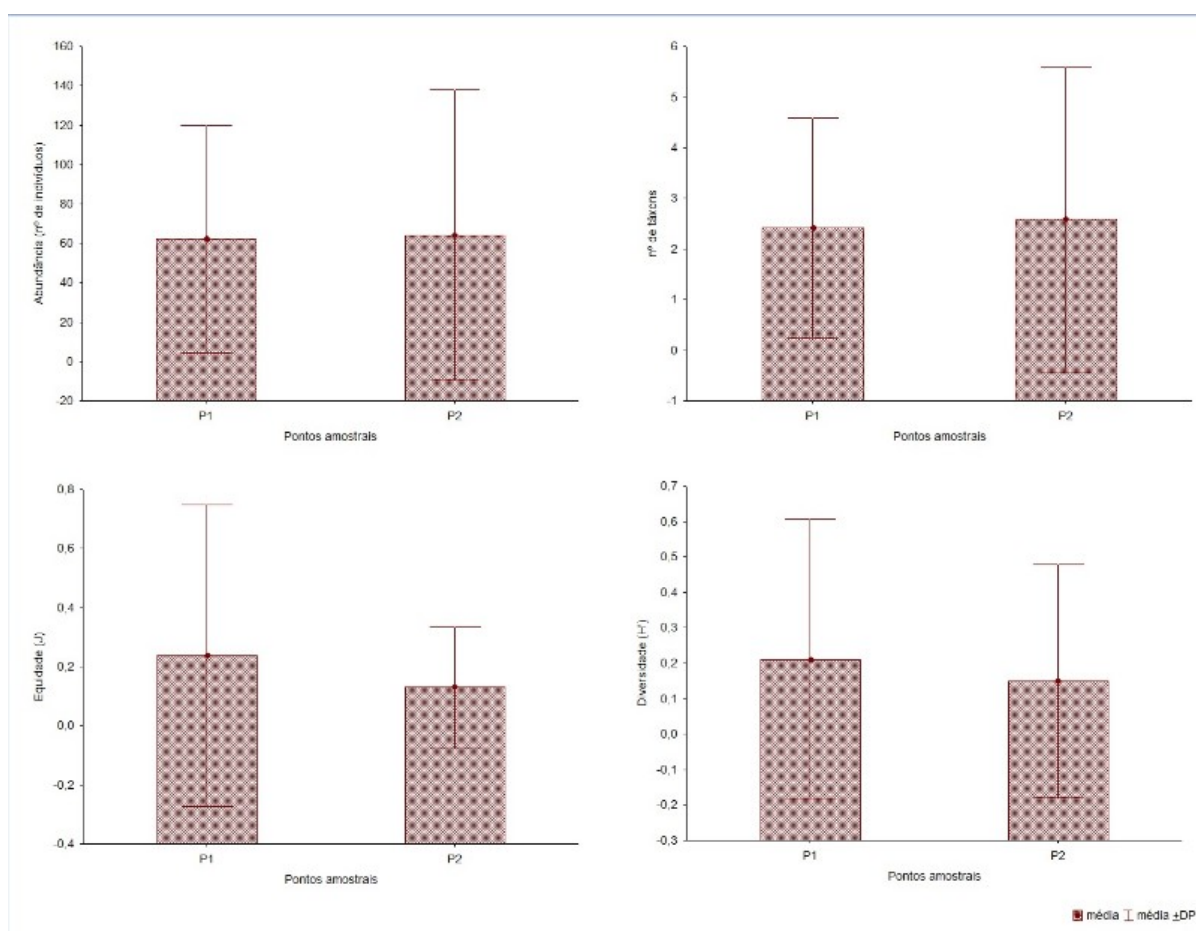 160
140
120
100
80
60
40
20
0
-20
Abundância (nº de indivíduos)
P1 P2
Pontos amostrais
6
5
4
3
2
1
0
-1
nº de táxons
P1 P2
Pontos amostrais
0,8
0,6
0,4
0,2
0,0
-0,2
-0,4
Equidade (J)
P1 P2
Pontos amostrais
0,7
0,6
0,5
0,4
0,3
0,2
0,1
0,0
-0,1
-0,2
-0,3
Diversidade (H')
P1 P2
Pontos amostrais
média média ±DP